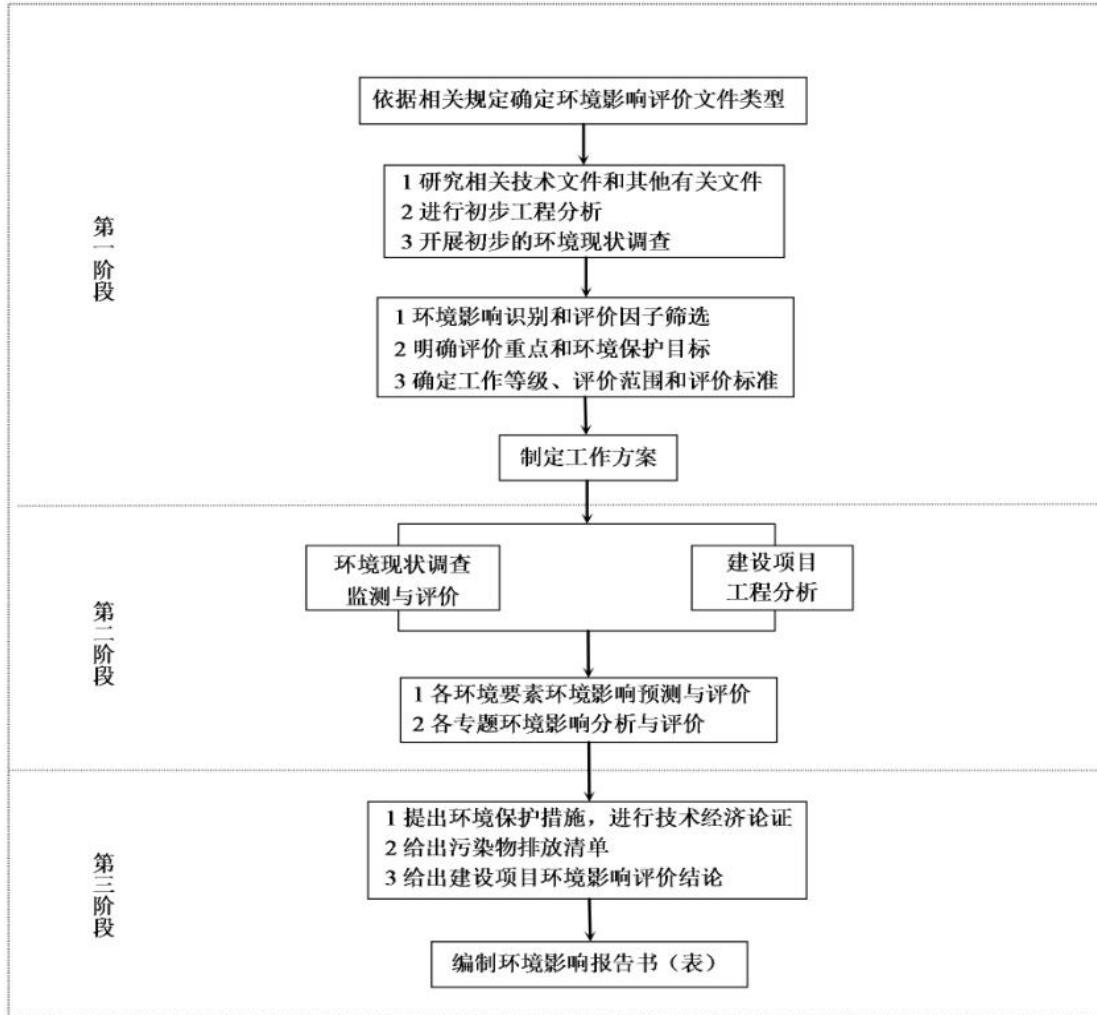 依据相关规定确定环境影响评价文件类型
1 研究相关技术文件和其他有关文件
2 进行初步工程分析
3 开展初步的环境现状调查
第一阶段
1 环境影响识别和评价因子筛选
2 明确评价重点和环境保护目标
3 确定工作等级、评价范围和评价标准
制定工作方案
环境现状调查
监测与评价
建设项目
工程分析
第二阶段
1 各环境要素环境影响预测与评价
2 各专题环境影响分析与评价
1 提出环境保护措施，进行技术经济论证
2 给出污染物排放清单
3 给出建设项目环境影响评价结论
第三阶段
编制环境影响报告书（表）